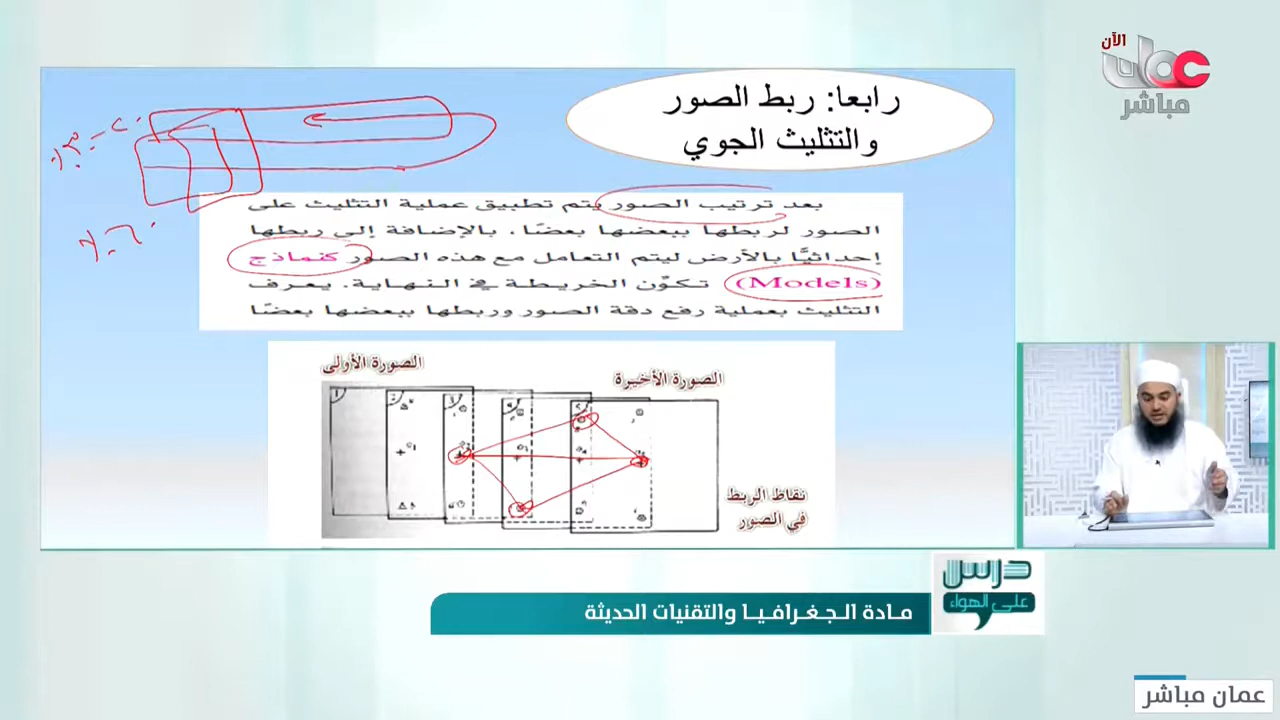 الآن
عمان
مباشر
رابعا: ربط الصور
والتثليث الجوي
بعد ترتيب الصور يتم تطبيق عملية التثليث على
الصور لربطها ببعضها بعضًا، بالإضافة إلى ربطها
إحداثيًّا بالأرض ليتم التعامل مع هذه الصور كنماذج
(Models) تكوّن الخريطة في النهاية. يعرف
التثليث بعملية رفع دقة الصور وربطها ببعضها بعضًا
الصورة الأولى
الصورة الأخيرة
نقاط الربط
في الصور
درس
على الهواء
مادة الجغرافيا والتقنيات الحديثة
عمان مباشر